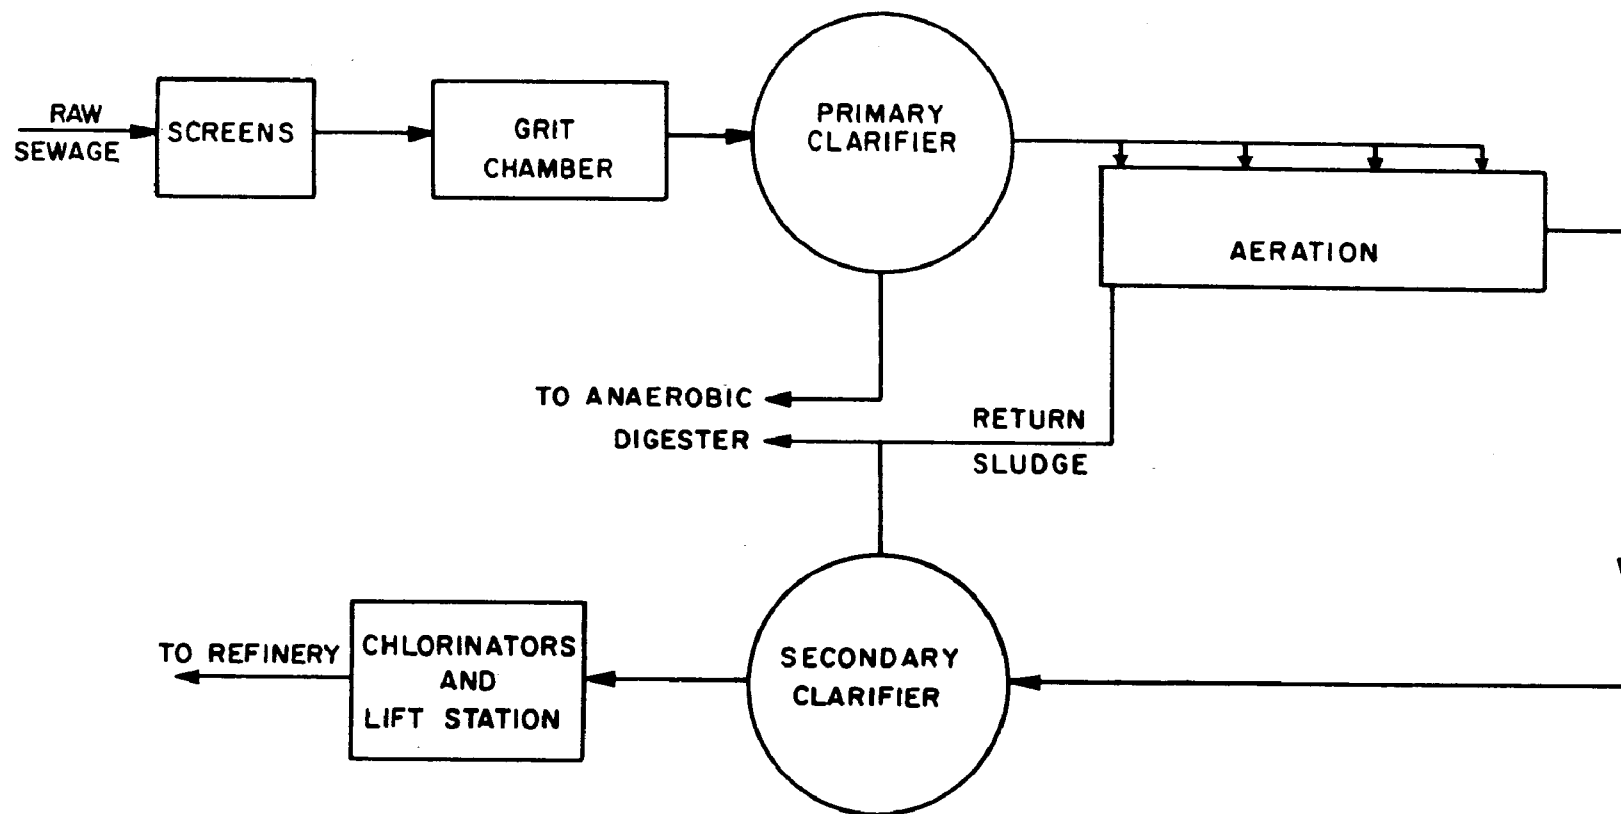 RAW
SEWAGE
SCREENS
GRIT
CHAMBER
PRIMARY
CLARIFIER
AERATION
TO ANAEROBIC
DIGESTER
RETURN
SLUDGE
SECONDARY
CLARIFIER
CHLORINATORS
AND
LIFT STATION
TO REFINERY